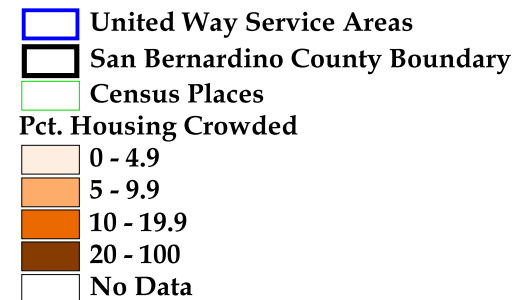 United Way Service Areas
San Bernardino County Boundary
Census Places
Pct. Housing Crowded
0 - 4.9
5 - 9.9
10 - 19.9
20 - 100
No Data